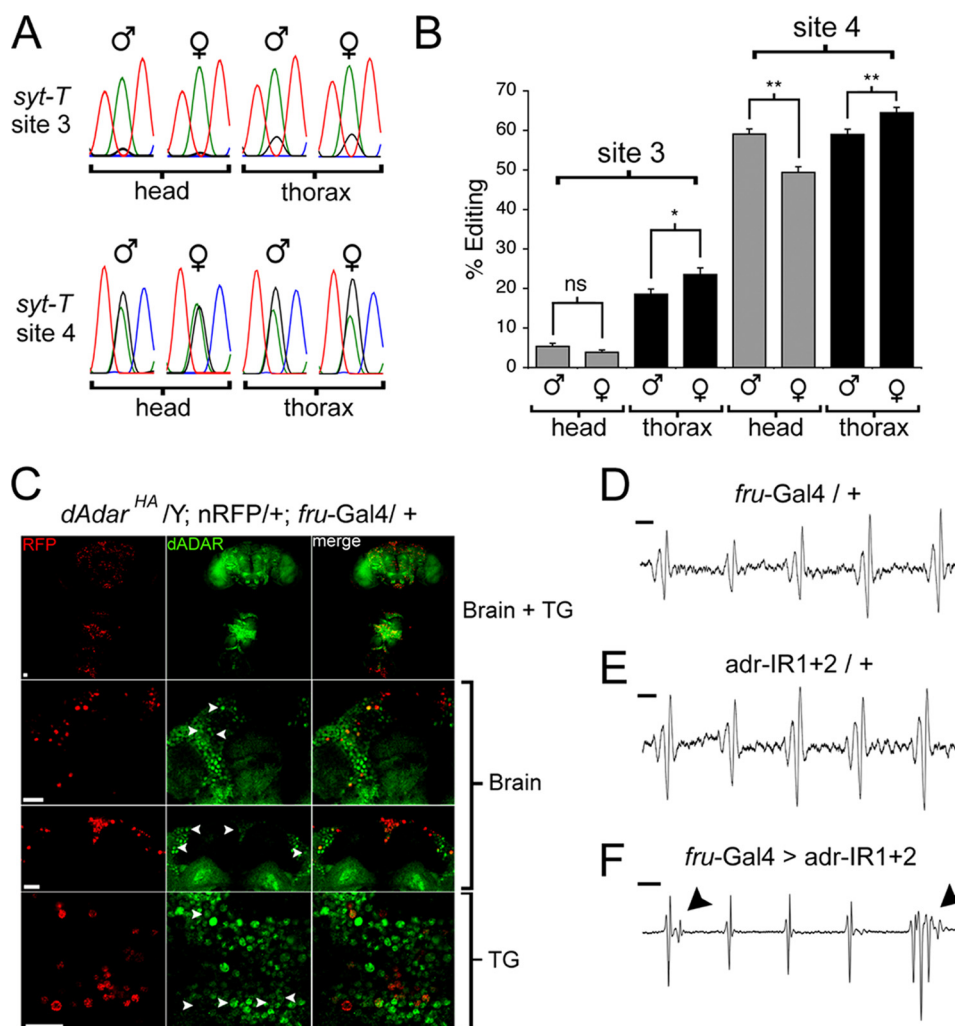 A
♂ ♀ ♂ ♀
syt-T
site 3
head thorax
♂ ♀ ♂ ♀
syt-T
site 4
head thorax
B
site 4
** **
site 3
*
ns
% Editing
70
60
50
40
30
20
10
0
♂ ♀ ♂ ♀ ♂ ♀ ♂ ♀
head thorax head thorax
C
dAdar HA /Y; nRFP/+; fru-Gal4/ +
RFP dADAR merge
Brain + TG
Brain
TG
D
fru-Gal4 / +
E
adr-IR1+2 / +
F
fru-Gal4 > adr-IR1+2